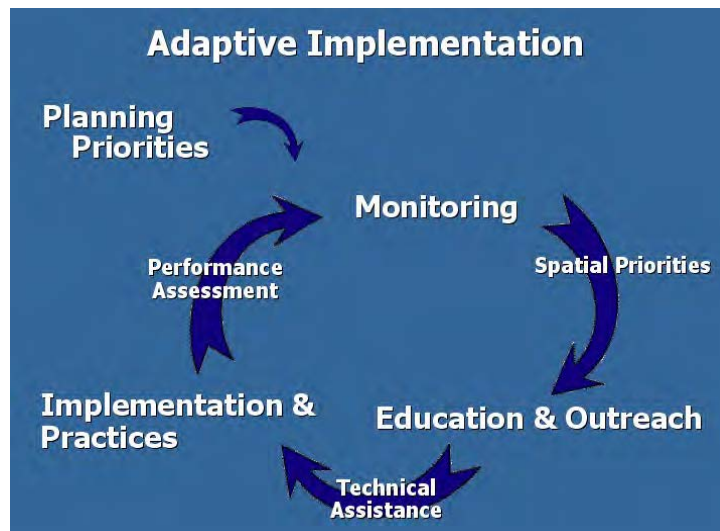 Adaptive Implementation
Planning
Priorities
Monitoring
Spatial Priorities
Performance
Assessment
Implementation &
Practices
Education & Outreach
Technical
Assistance